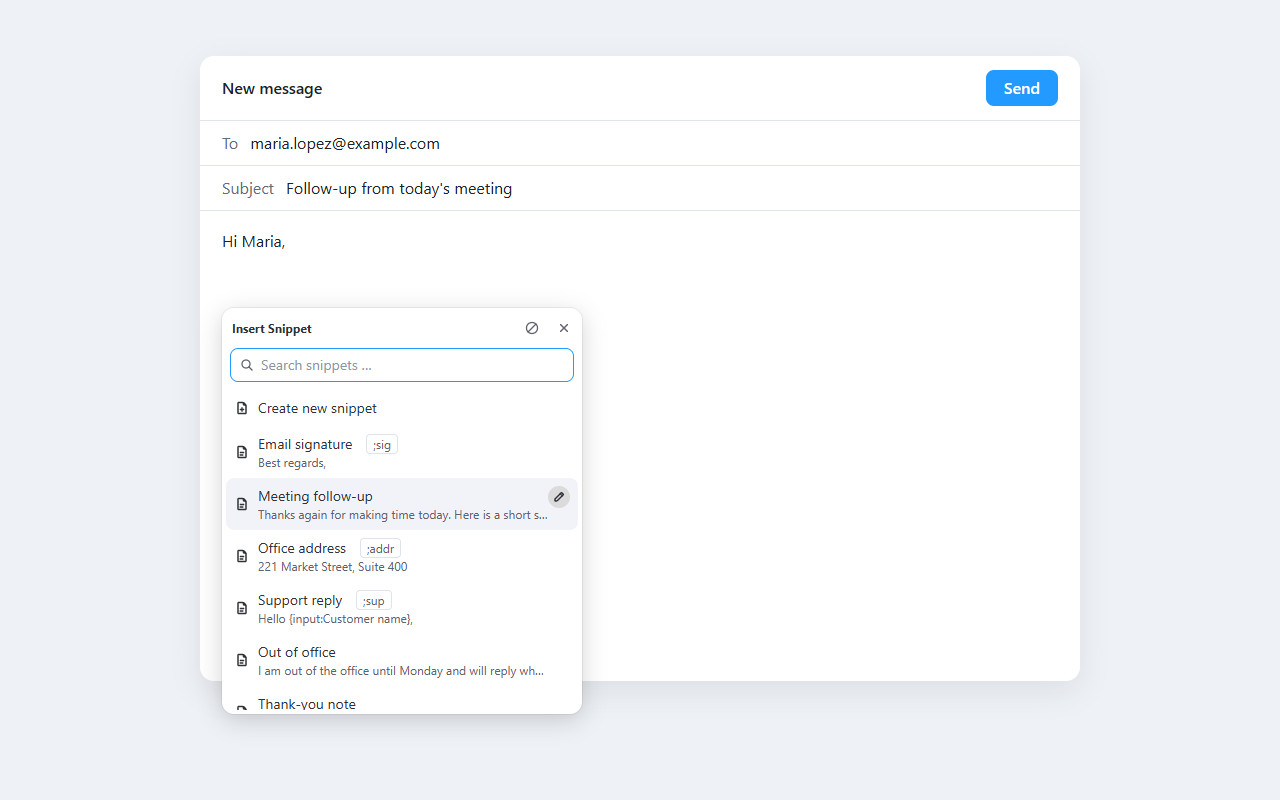 New message
Send
To maria.lopez@example.com
Subject Follow-up from today's meeting
Hi Maria,
Insert Snippet
Search snippets ...
Create new snippet
Email signature ;sig
Best regards,
Meeting follow-up
Thanks again for making time today. Here is a short s...
Office address ;addr
221 Market Street, Suite 400
Support reply ;sup
Hello {input:Customer name},
Out of office
I am out of the office until Monday and will reply wh...
Thank-you note